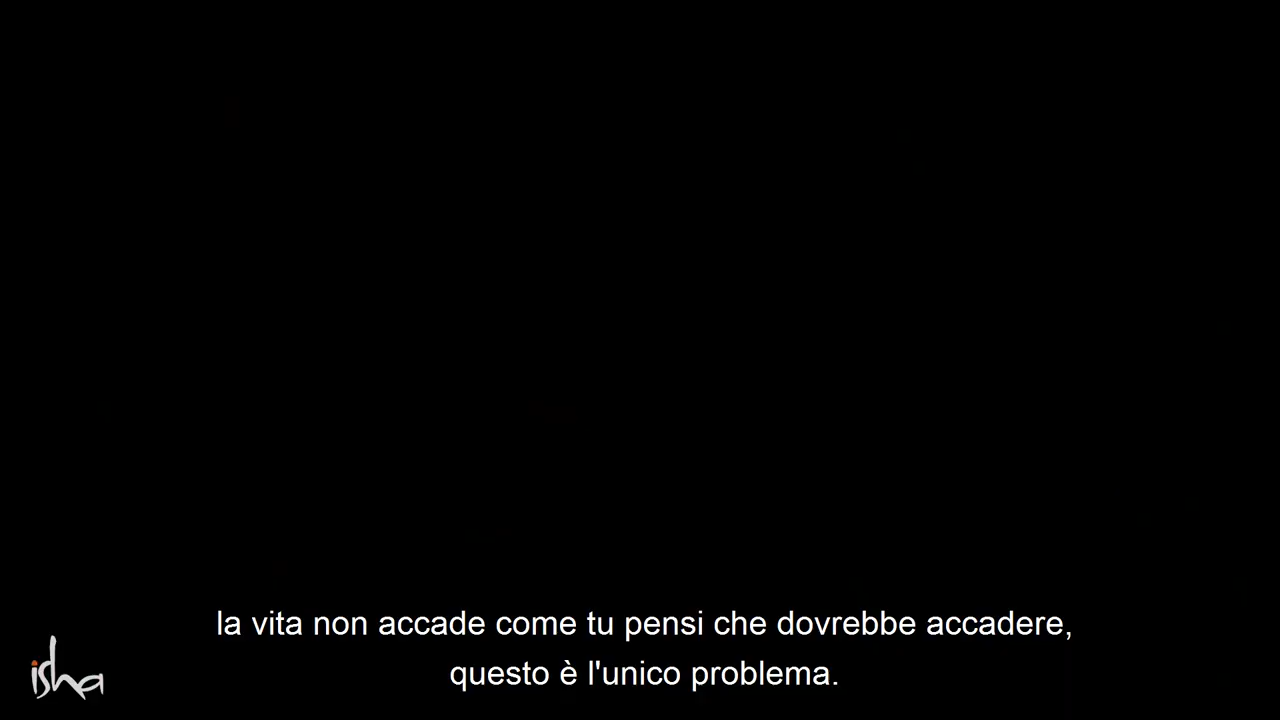 la vita non accade come tu pensi che dovrebbe accadere,
questo è l'unico problema.
isha